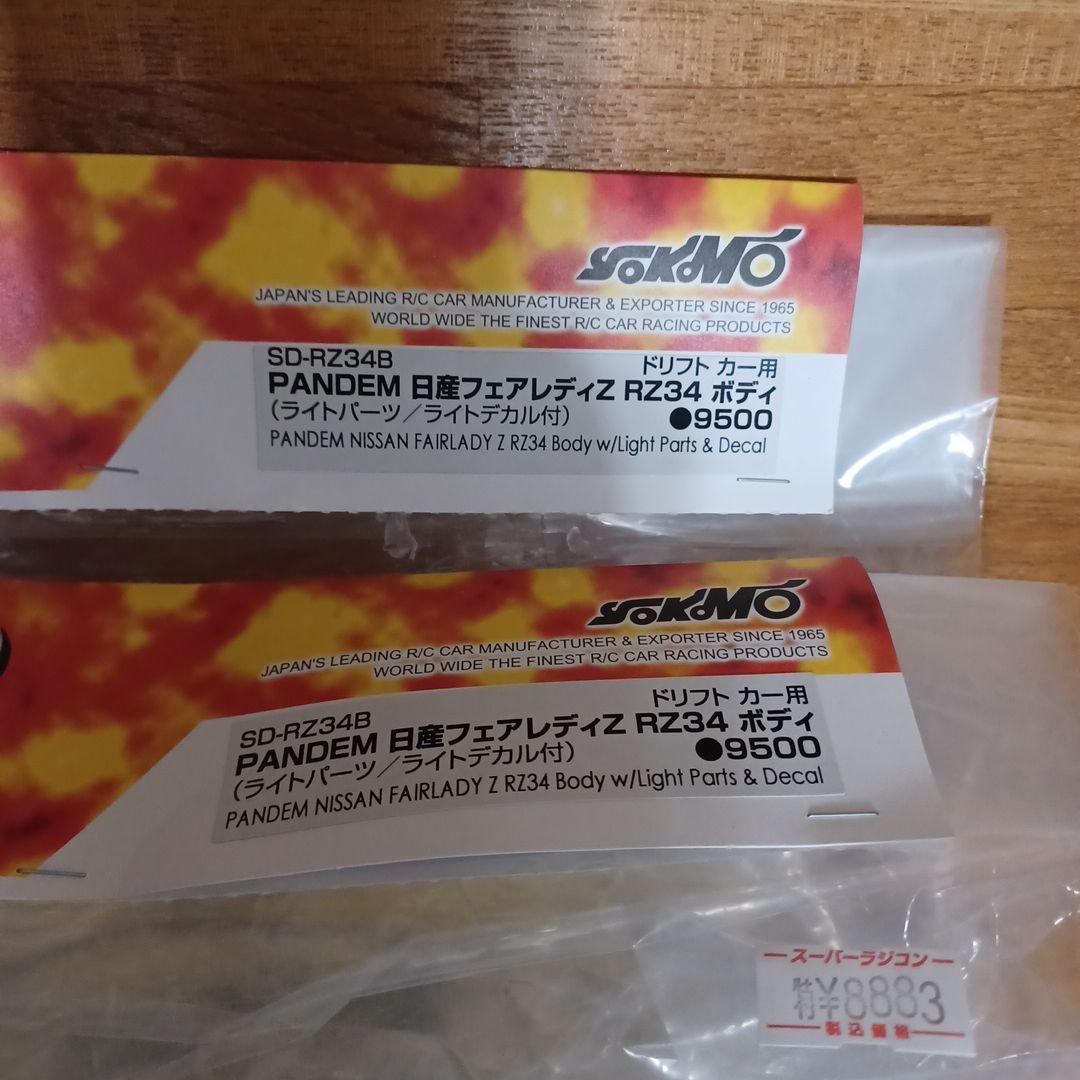 YOKOMO
JAPAN'S LEADING R/C CAR MANUFACTURER & EXPORTER SINCE 1965
WORLD WIDE THE FINEST R/C CAR RACING PRODUCTS
SD-RZ34B ドリフト カー用
PANDEM 日産フェアレディZ RZ34 ボディ
(ライトパーツ/ライトデカル付) ●9500
PANDEM NISSAN FAIRLADY Z RZ34 Body w/Light Parts & Decal
YOKOMO
JAPAN'S LEADING R/C CAR MANUFACTURER & EXPORTER SINCE 1965
WORLD WIDE THE FINEST R/C CAR RACING PRODUCTS
SD-RZ34B ドリフト カー用
PANDEM 日産フェアレディZ RZ34 ボディ
(ライトパーツ/ライトデカル付) ●9500
PANDEM NISSAN FAIRLADY Z RZ34 Body w/Light Parts & Decal
スーパーラジコン
¥8883
税込価格